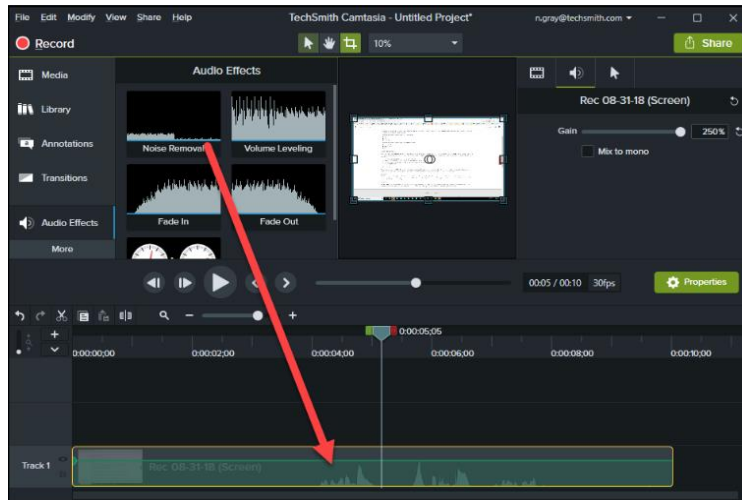 File Edit Modify View Share Help TechSmith Camtasia - Untitled Project* n.gray@techsmith.com
Record 10% Share
Media Audio Effects
Rec 08-31-18 (Screen)
Library
Gain 250%
Noise Removal Volume Leveling Mix to mono
Annotations
Transitions
Audio Effects Fade In Fade Out
More
00:05 / 00:10 30fps Properties
0:00:05;05
0:00:00;00 0:00:02;00 0:00:04;00 0:00:06;00 0:00:08;00 0:00:10;00
Track 1 Rec 08-31-18 (Screen)